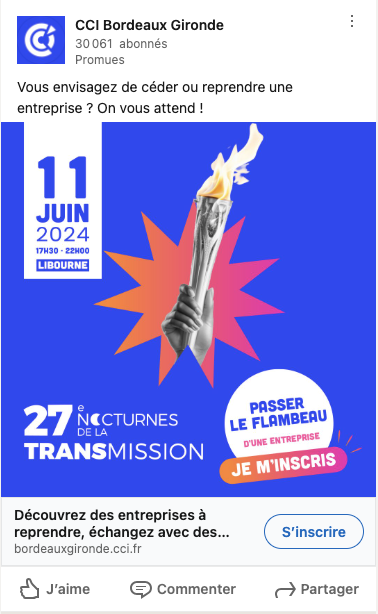 CCI Bordeaux Gironde
30 061 abonnés
Promues
Vous envisagez de céder ou reprendre une
entreprise ? On vous attend !
11
JUIN
2024
17H30 - 22H00
LIBOURNE
27e NOCTURNES
DE LA
TRANSMISSION
PASSER
LE FLAMBEAU
D'UNE ENTREPRISE
JE M'INSCRIS
Découvrez des entreprises à
reprendre, échangez avec des...
bordeauxgironde.cci.fr
S'inscrire
J'aime
Commenter
Partager